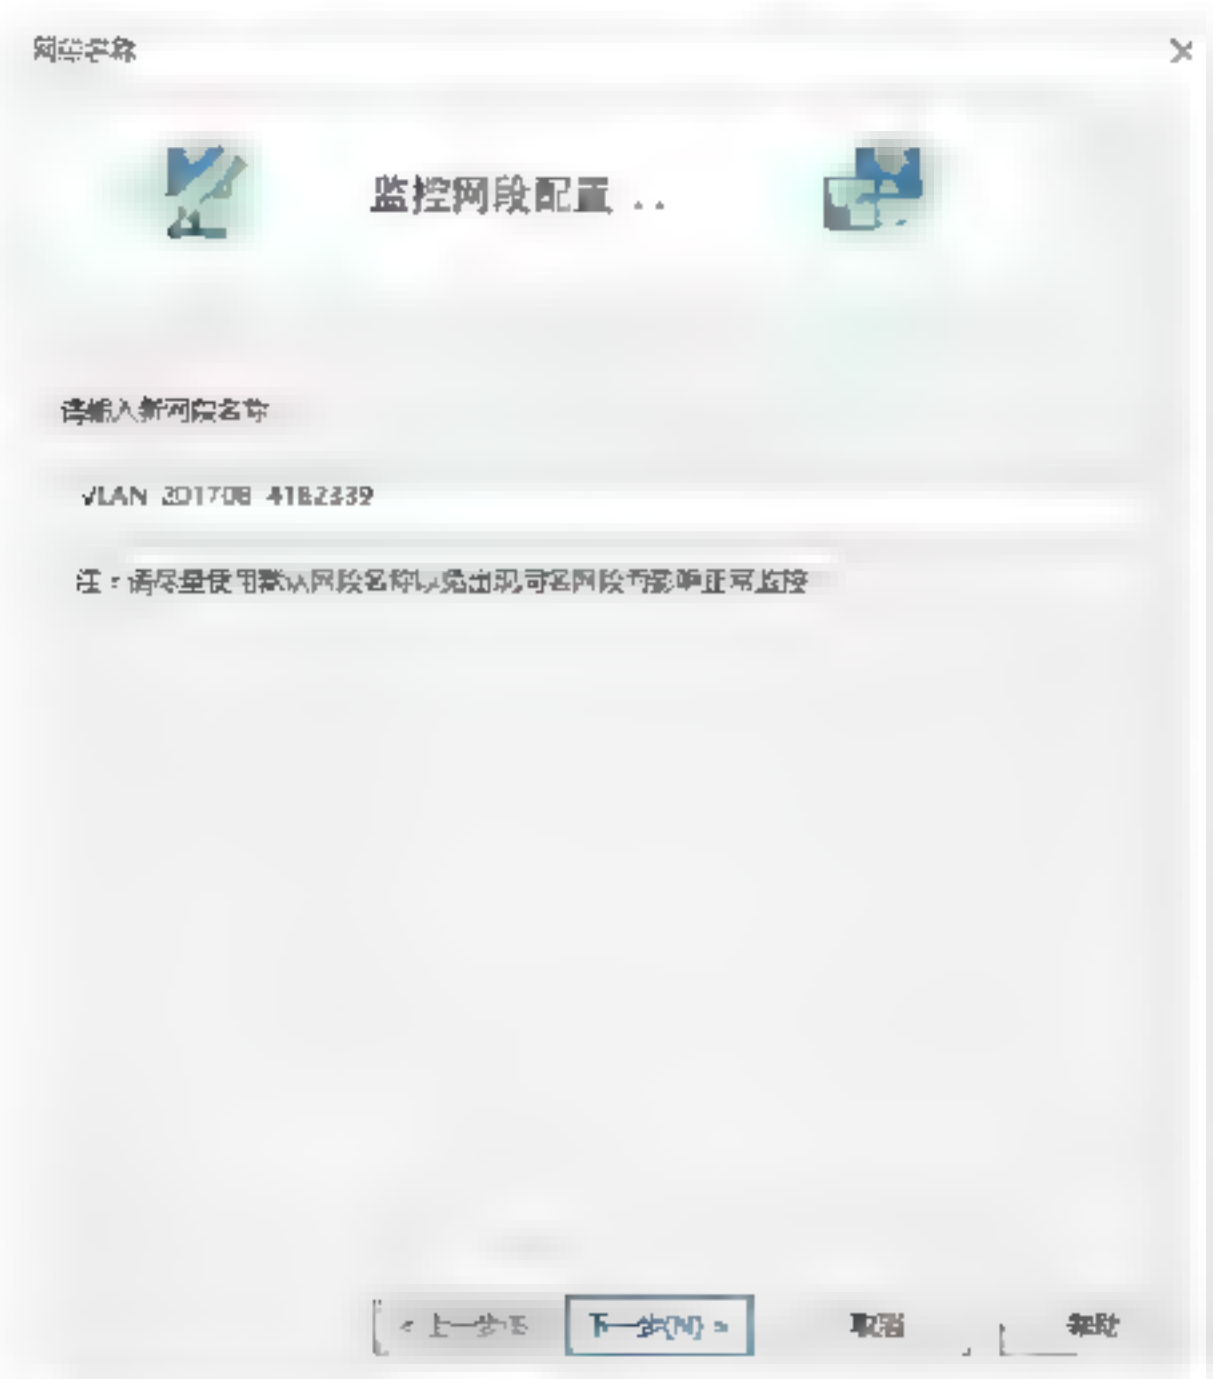 网段名称
监控网段配置 . .
请输入新网段名称
VLAN 201708 4182339
注：请尽量使用默认网段名称以免出现同名网段而影响正常监控
< 上一步(B
下一步(N) >
取消
帮助